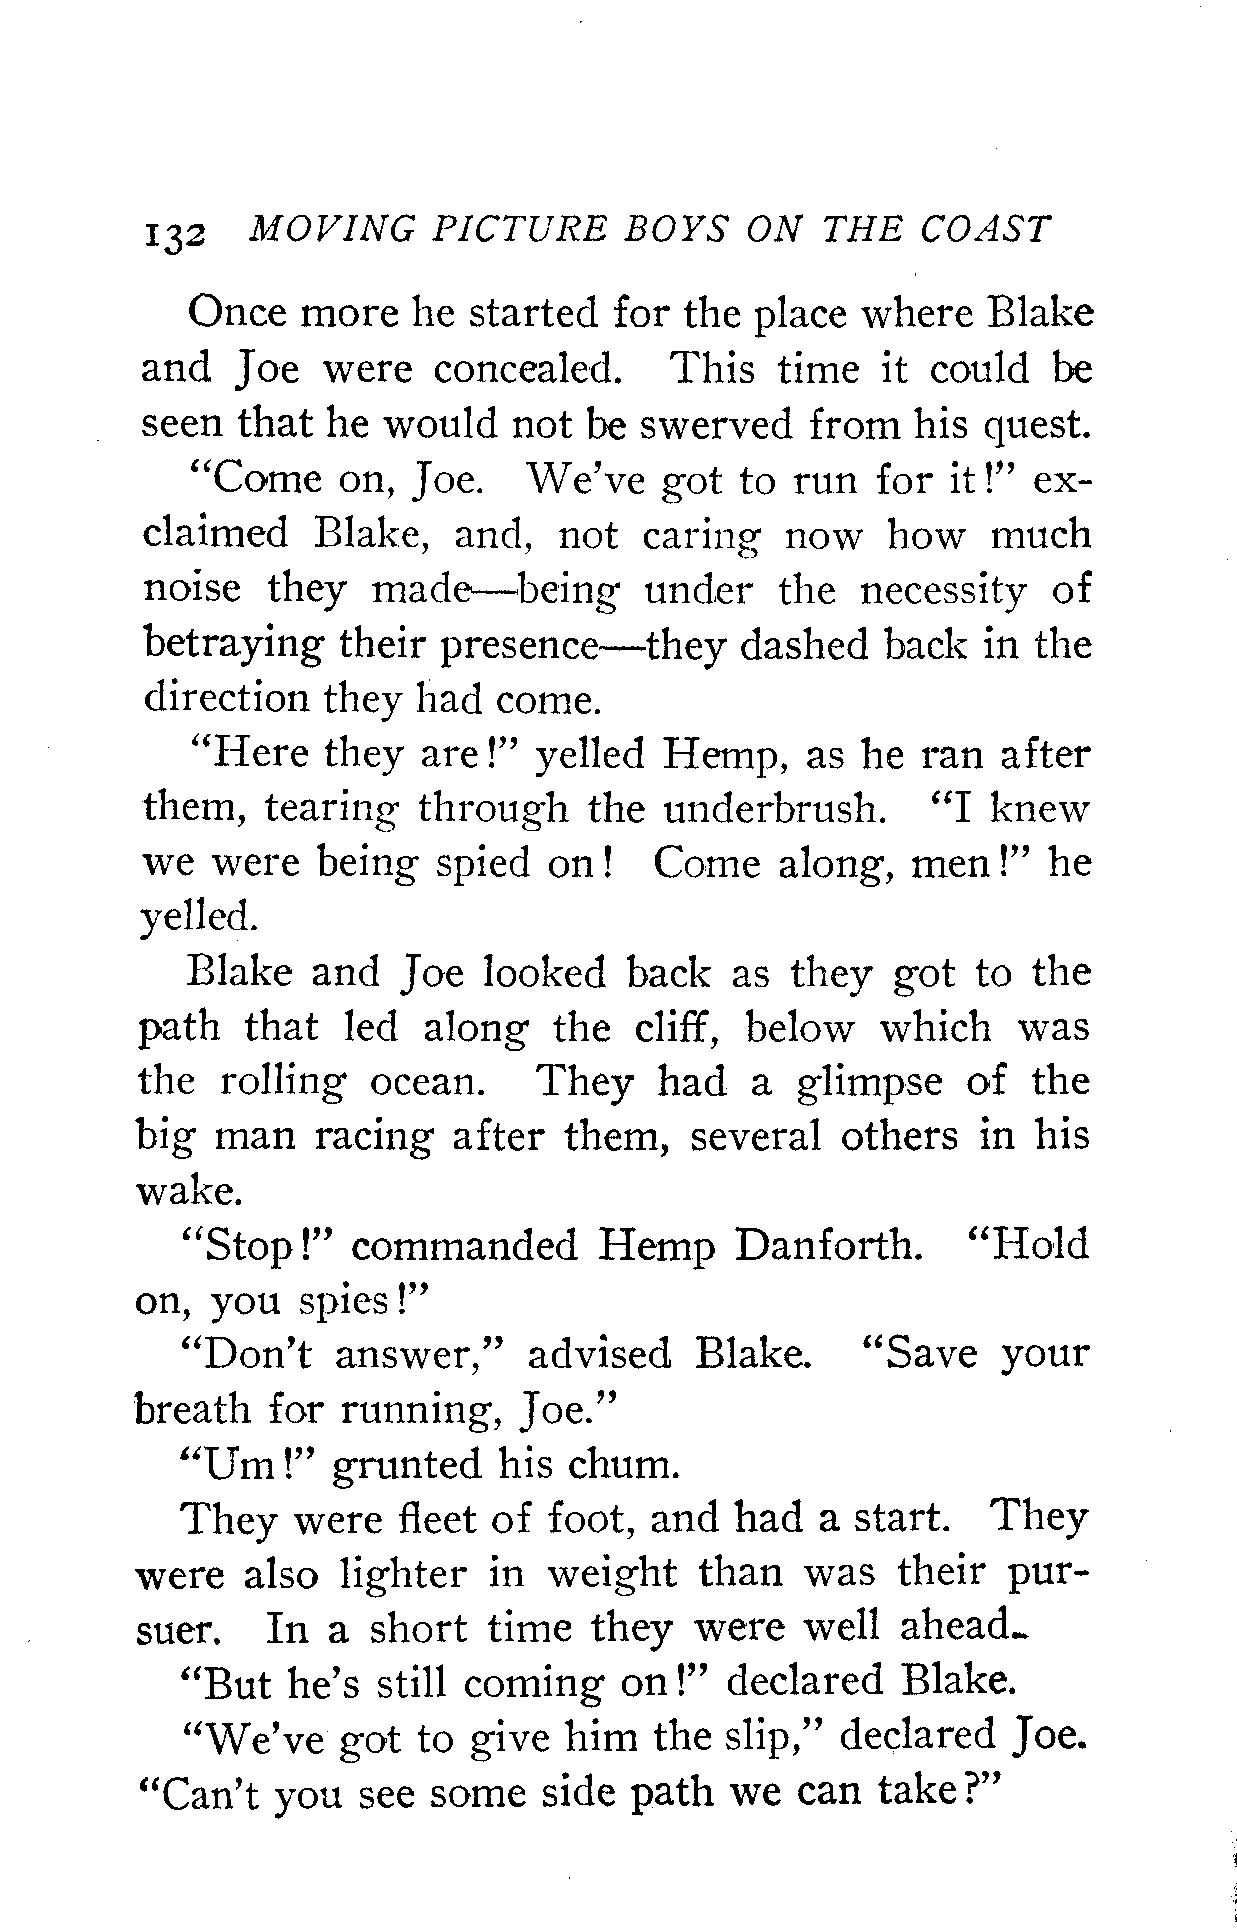 132 MOVING PICTURE BOYS ON THE COAST
Once more he started for the place where Blake
and Joe were concealed. This time it could be
seen that he would not be swerved from his quest.
“Come on, Joe. We’ve got to run for it!” ex-
claimed Blake, and, not caring now how much
noise they made—being under the necessity of
betraying their presence—they dashed back in the
direction they had come.
“Here they are!” yelled Hemp, as he ran after
them, tearing through the underbrush. “I knew
we were being spied on! Come along, men!” he
yelled.
Blake and Joe looked back as they got to the
path that led along the cliff, below which was
the rolling ocean. They had a glimpse of the
big man racing after them, several others in his
wake.
“Stop!” commanded Hemp Danforth. “Hold
on, you spies!”
“Don’t answer,” advised Blake. “Save your
breath for running, Joe.”
“Um!” grunted his chum.
They were fleet of foot, and had a start. They
were also lighter in weight than was their pur-
suer. In a short time they were well ahead.
“But he’s still coming on!” declared Blake.
“We’ve got to give him the slip,” declared Joe.
“Can’t you see some side path we can take?”